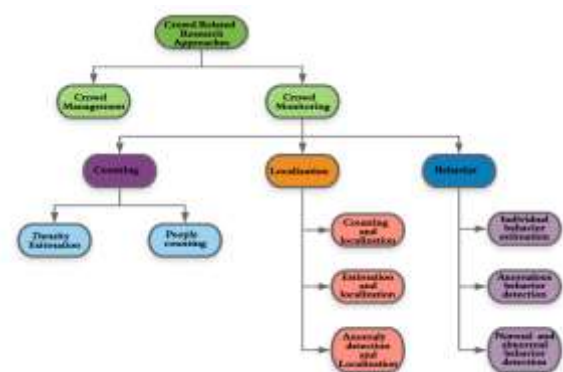 Crowd Related
Research
Approaches
Crowd
Management
Crowd
Monitoring
Counting
Localization
Behavior
Density
Estimation
People
counting
Counting
and
localization
Estimation and
localization
Anomaly
detection and
Localization
Individual
behavior
estimation
Anomalous
behavior
detection
Normal and
abnormal
behavior
detection